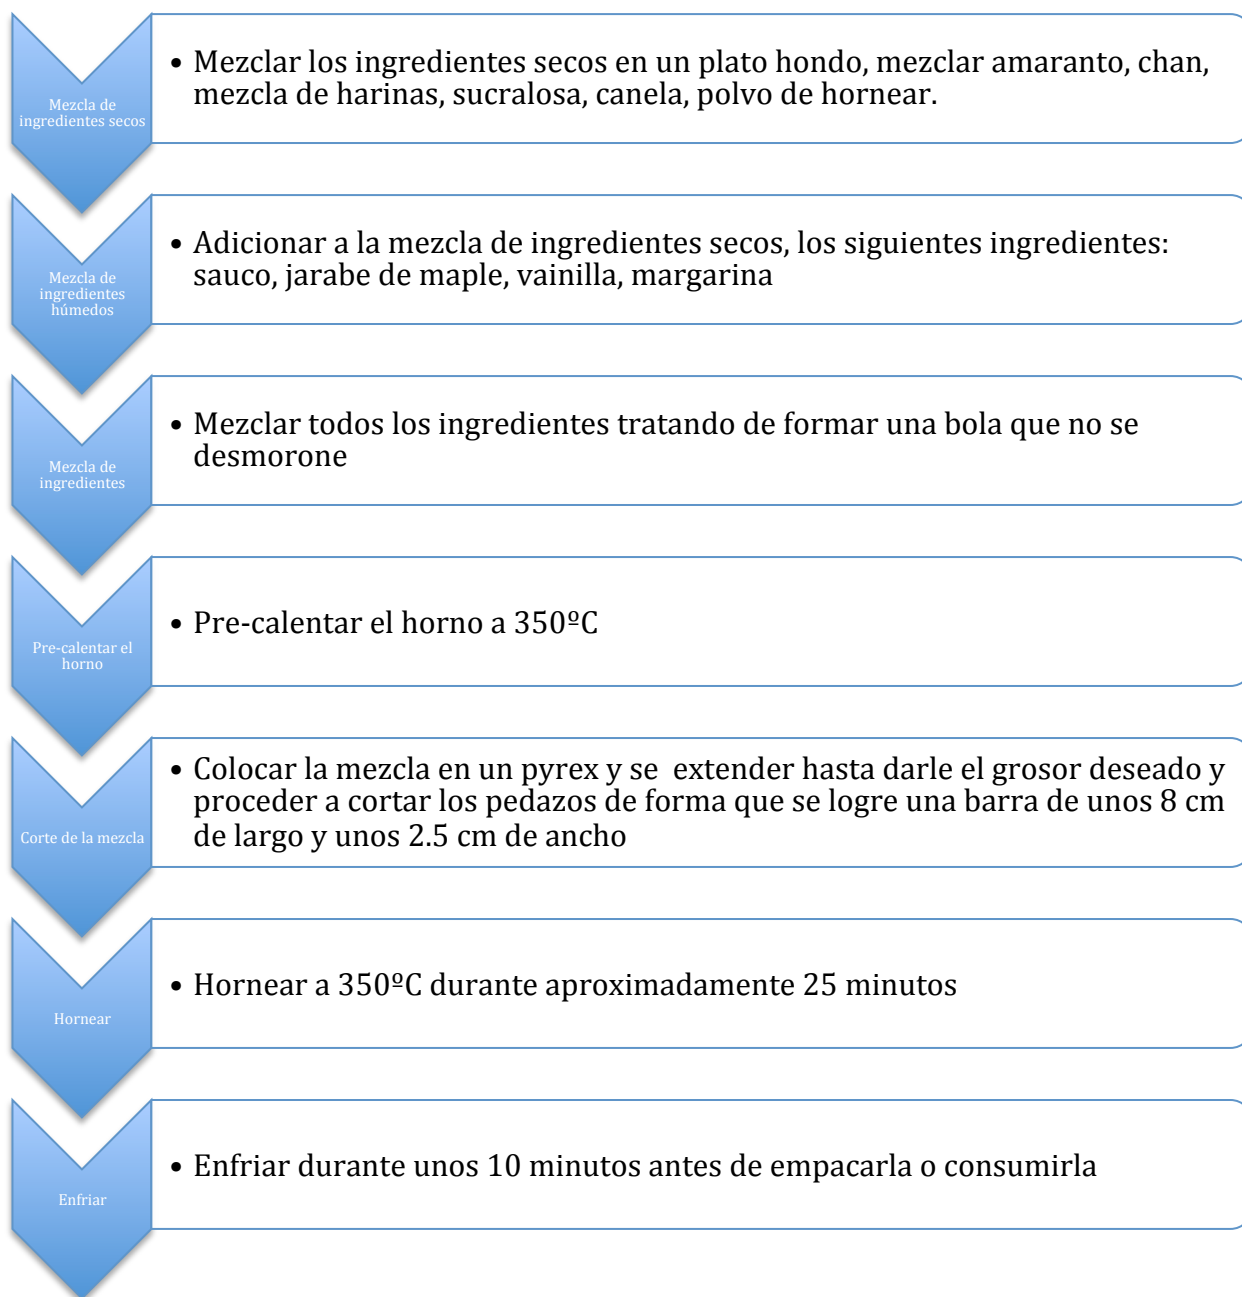 Mezcla de
ingredientes secos
• Mezclar los ingredientes secos en un plato hondo, mezclar amaranto, chan,
mezcla de harinas, sucralosa, canela, polvo de hornear.
Mezcla de
ingredientes
húmedos
• Adicionar a la mezcla de ingredientes secos, los siguientes ingredientes:
sauco, jarabe de maple, vainilla, margarina
Mezcla de
ingredientes
• Mezclar todos los ingredientes tratando de formar una bola que no se
desmorone
Pre-calentar el
horno
• Pre-calentar el horno a 350ºC
Corte de la mezcla
• Colocar la mezcla en un pyrex y se extender hasta darle el grosor deseado y
proceder a cortar los pedazos de forma que se logre una barra de unos 8 cm
de largo y unos 2.5 cm de ancho
Hornear
• Hornear a 350ºC durante aproximadamente 25 minutos
Enfriar
• Enfriar durante unos 10 minutos antes de empacarla o consumirla